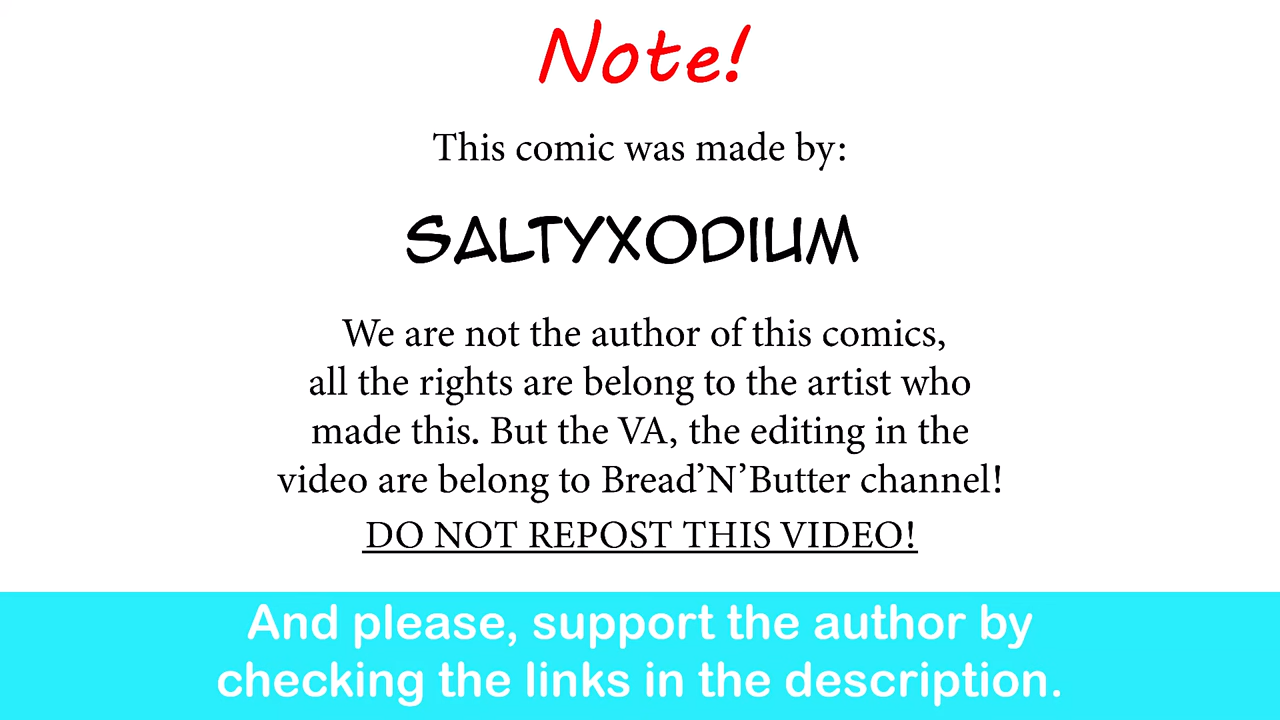 Note!
This comic was made by:
SALTYXODIUM
We are not the author of this comics,
all the rights are belong to the artist who
made this. But the VA, the editing in the
video are belong to Bread’N’Butter channel!
DO NOT REPOST THIS VIDEO!
And please, support the author by
checking the links in the description.